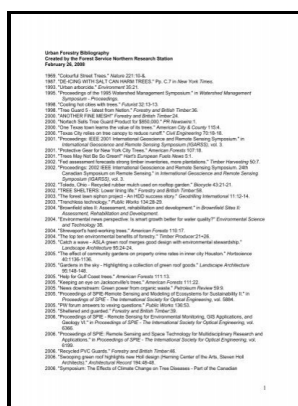 Urban Forestry Bibliography
Created by the Forest Service Northern Research Station
February 26, 2008
1969. "Colourful Street Trees." Nature 221:10-&.
1987. "DE-ICING WITH SALT CAN HARM TREES." Pp. C.7 in New York Times.
1993. "Urban arborcide." Environment 35:21.
1995. "Proceedings of the 1995 Watershed Management Symposium." in Watershed Management
Symposium - Proceedings.
1998. "Cooling hot cities with trees." Futurist 32:13-13.
1998. "Tree Guard 5 - latest from Netlon." Forestry and British Timber:36.
2000. "ANOTHER FINE MESH!" Forestry and British Timber:24.
2000. "Nortech Sells Tree Guard Product for $850,000." PR Newswire:1.
2000. "One Texas town learns the value of its trees." American City & County 115:4.
2000. "Texas City relies on tree canopy to reduce runoff." Civil Engineering 70:18-18.
2001. "Proceedings: IEEE 2001 International Geoscience and Remote Sensing Symposium." in
International Geoscience and Remote Sensing Symposium (IGARSS), vol. 3.
2001. "Protective Gear for New York City Trees." American Forests 107:18.
2001. "Trees May Not Be So Green?" Hart's European Fuels News 5:1.
2002. "Fed assessment forecasts strong timber inventories, more plantations." Timber Harvesting 50:7.
2002. "Proceedings: 2002 IEEE International Geoscience and Remote Sensing Symposium; 24th
Canadian Symposium on Remote Sensing." in International Geoscience and Remote Sensing
Symposium (IGARSS), vol. 3.
2002. "Toledo, Ohio - Recycled rubber mulch used on rooftop garden." Biocycle 43:21-21.
2002. "TREE SHELTERS: Lower tiring life." Forestry and British Timber:58.
2003. "The forest town siphon project - An HDD success story." Geodrilling International 11:12-14.
2003. "Trenchless technology." Public Works 134:28-35.
2004. "Brownfield sites II: Assessment, rehabilitation and development." in Brownfield Sites II:
Assessment, Rehabilitation and Development.
2004. "Environmental news perspective: Is smart growth better for water quality?" Environmental Science
and Technology 38.
2004. "Shreveport's hard-working trees." American Forests 110:17.
2004. "The top ten environmental benefits of forestry." Timber Producer:21+28.
2005. "Catch a wave - ASLA green roof merges good design with environmental stewardship."
Landscape Architecture 95:24-24.
2005. "The effect of community gardens on property crime rates in inner city Houston." Hortscience
40:1136-1136.
2005. "Gardens in the sky - Highlighting a collection of green roof goods." Landscape Architecture
95:148-148.
2005. "Help for Gulf Coast Trees." American Forests 111:13.
2005. "Keeping an eye on Jacksonville's trees." American Forests 111:22.
2005. "News downstream: Green power from organic waste." Petroleum Review 59:9.
2005. "Proceedings of SPIE:Remote Sensing and Modeling of Ecosystems for Sustainability II." in
Proceedings of SPIE - The International Society for Optical Engineering, vol. 5884.
2005. "PW forum answers to vexing questions." Public Works 136:53.
2005. "Sheltered and guarded." Forestry and British Timber:39.
2006. "Proceedings of SPIE - Remote Sensing for Environmental Monitoring, GIS Applications, and
Geology VI." in Proceedings of SPIE - The International Society for Optical Engineering, vol.
6366.
2006. "Proceedings of SPIE: Remote Sensing and Space Technology for Multidisciplinary Research and
Applications." in Proceedings of SPIE - The International Society for Optical Engineering, vol.
6199.
2006. "Recycled PVC Guards." Forestry and British Timber:46.
2006. "Swooping green roof highlights new Holl design (Herning Center of the Arts, Steven Holl
Architects)." Architectural Record 194:48-48.
2006. "Symposium: The Effects of Climate Change on Tree Diseases - Part of the Canadian
1